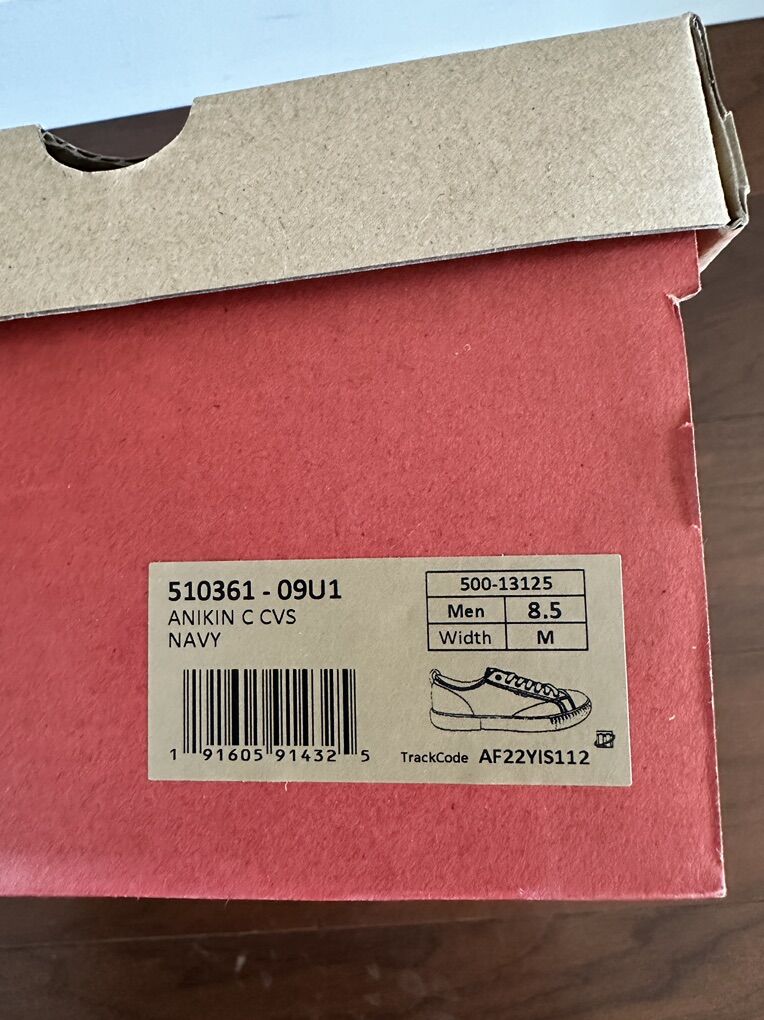 510361 - 09U1
ANIKIN C CVS
NAVY
500-13125
Men 8.5
Width M
1 91605 91432 5
TrackCode AF22YIS112